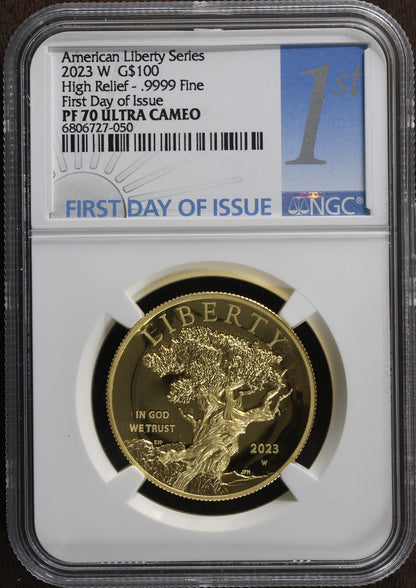 American Liberty Series
2023 W G$100
High Relief - .9999 Fine
First Day of Issue
PF 70 ULTRA CAMEO
6806727-050
1st
FIRST DAY OF ISSUE
NGC®
LIBERTY
IN GOD
WE TRUST
2023
W
JFM